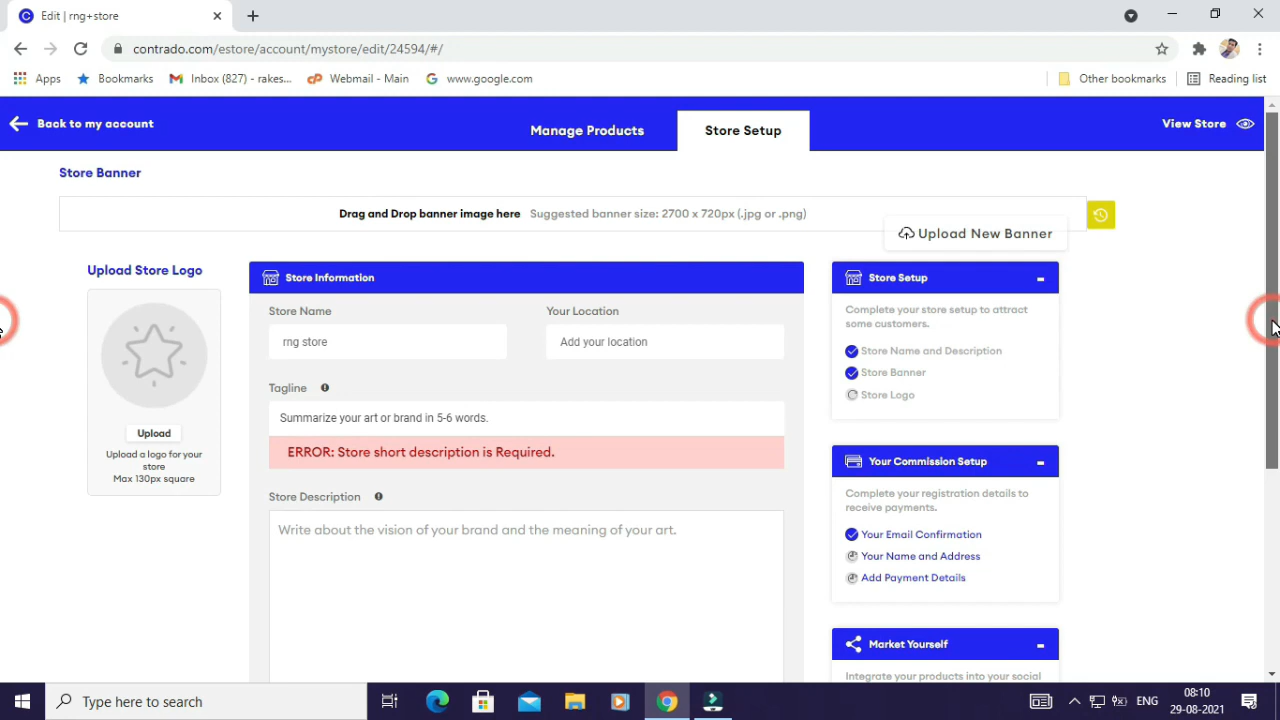 Edit | rng+store
contrado.com/estore/account/mystore/edit/24594/#/
Apps
Bookmarks
Inbox (827) - rakes...
Webmail - Main
www.google.com
Other bookmarks
Reading list
Back to my account
Manage Products
Store Setup
View Store
Store Banner
Drag and Drop banner image here Suggested banner size: 2700 x 720px (.jpg or .png)
Upload New Banner
Upload Store Logo
Upload
Upload a logo for your
store
Max 130px square
Store Information
Store Name
rng store
Your Location
Add your location
Tagline
Summarize your art or brand in 5-6 words.
ERROR: Store short description is Required.
Store Description
Write about the vision of your brand and the meaning of your art.
Store Setup
Complete your store setup to attract
some customers.
Store Name and Description
Store Banner
Store Logo
Your Commission Setup
Complete your registration details to
receive payments.
Your Email Confirmation
Your Name and Address
Add Payment Details
Market Yourself
Integrate your products into your social
Type here to search
ENG
08:10
29-08-2021